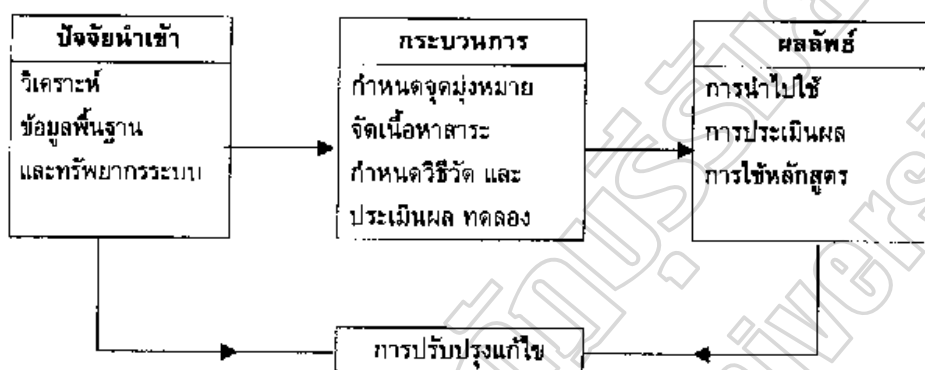 ปัจจัยนำเข้า
วิเคราะห์
ข้อมูลพื้นฐาน
และทรัพยากรระบบ
กระบวนการ
กำหนดจุดมุ่งหมาย
จัดเนื้อหาสาระ
กำหนดวิธีวัด และ
ประเมินผล ทดลอง
ผลลัพธ์
การนำไปใช้
การประเมินผล
การใช้หลักสูตร
การปรับปรุงแก้ไข